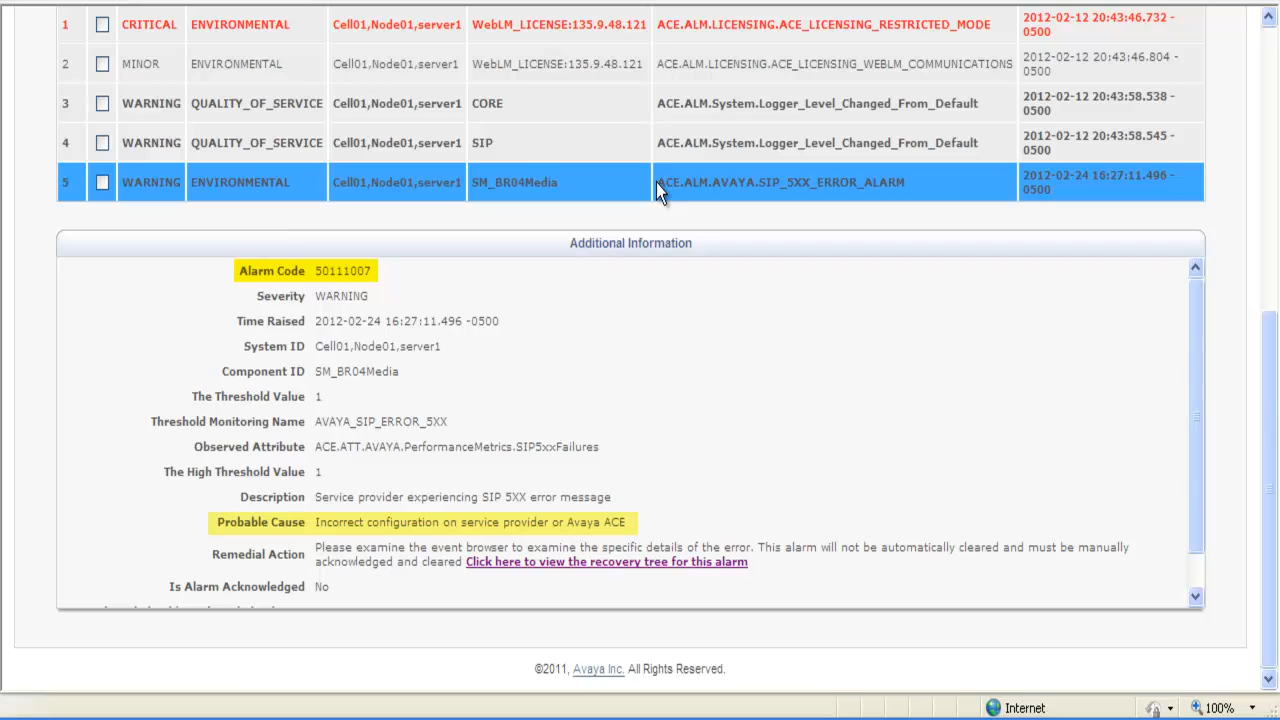 1 CRITICAL ENVIRONMENTAL Cell01,Node01,server1 WebLM_LICENSE:135.9.48.121 ACE.ALM.LICENSING.ACE_LICENSING_RESTRICTED_MODE 2012-02-12 20:43:46.732 -
0500
2 MINOR ENVIRONMENTAL Cell01,Node01,server1 WebLM_LICENSE:135.9.48.121 ACE.ALM.LICENSING.ACE_LICENSING_WEBLM_COMMUNICATIONS 2012-02-12 20:43:46.804 -
0500
3 WARNING QUALITY_OF_SERVICE Cell01,Node01,server1 CORE ACE.ALM.System.Logger_Level_Changed_From_Default 2012-02-12 20:43:58.538 -
0500
4 WARNING QUALITY_OF_SERVICE Cell01,Node01,server1 SIP ACE.ALM.System.Logger_Level_Changed_From_Default 2012-02-12 20:43:58.545 -
0500
5 WARNING ENVIRONMENTAL Cell01,Node01,server1 SM_BR04Media ACE.ALM.AVAYA.SIP_5XX_ERROR_ALARM 2012-02-24 16:27:11.496 -
0500
Additional Information
Alarm Code 50111007
Severity WARNING
Time Raised 2012-02-24 16:27:11.496 -0500
System ID Cell01,Node01,server1
Component ID SM_BR04Media
The Threshold Value 1
Threshold Monitoring Name AVAYA_SIP_ERROR_5XX
Observed Attribute ACE.ATT.AVAYA.PerformanceMetrics.SIP5xxFailures
The High Threshold Value 1
Description Service provider experiencing SIP 5XX error message
Probable Cause Incorrect configuration on service provider or Avaya ACE
Remedial Action Please examine the event browser to examine the specific details of the error. This alarm will not be automatically cleared and must be manually
acknowledged and cleared Click here to view the recovery tree for this alarm
Is Alarm Acknowledged No
©2011, Avaya Inc. All Rights Reserved.
Internet 100%